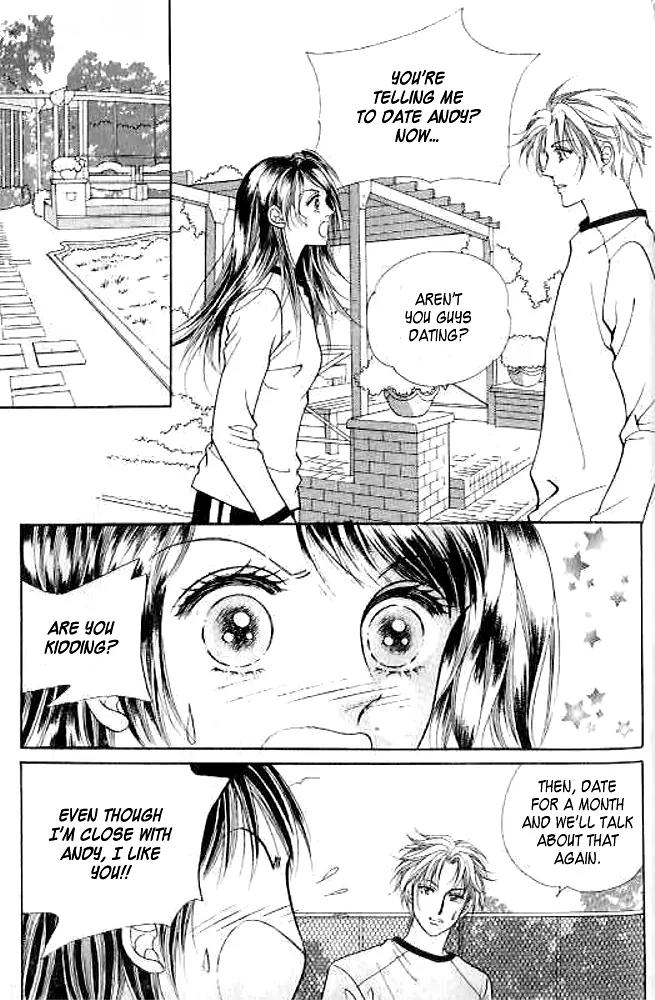 YOU'RE
TELLING ME
TO DATE ANDY?
NOW...
AREN'T
YOU GUYS
DATING?
ARE YOU
KIDDING?
EVEN THOUGH
I'M CLOSE WITH
ANDY, I LIKE
YOU!!
THEN, DATE
FOR A MONTH
AND WE'LL TALK
ABOUT THAT
AGAIN.